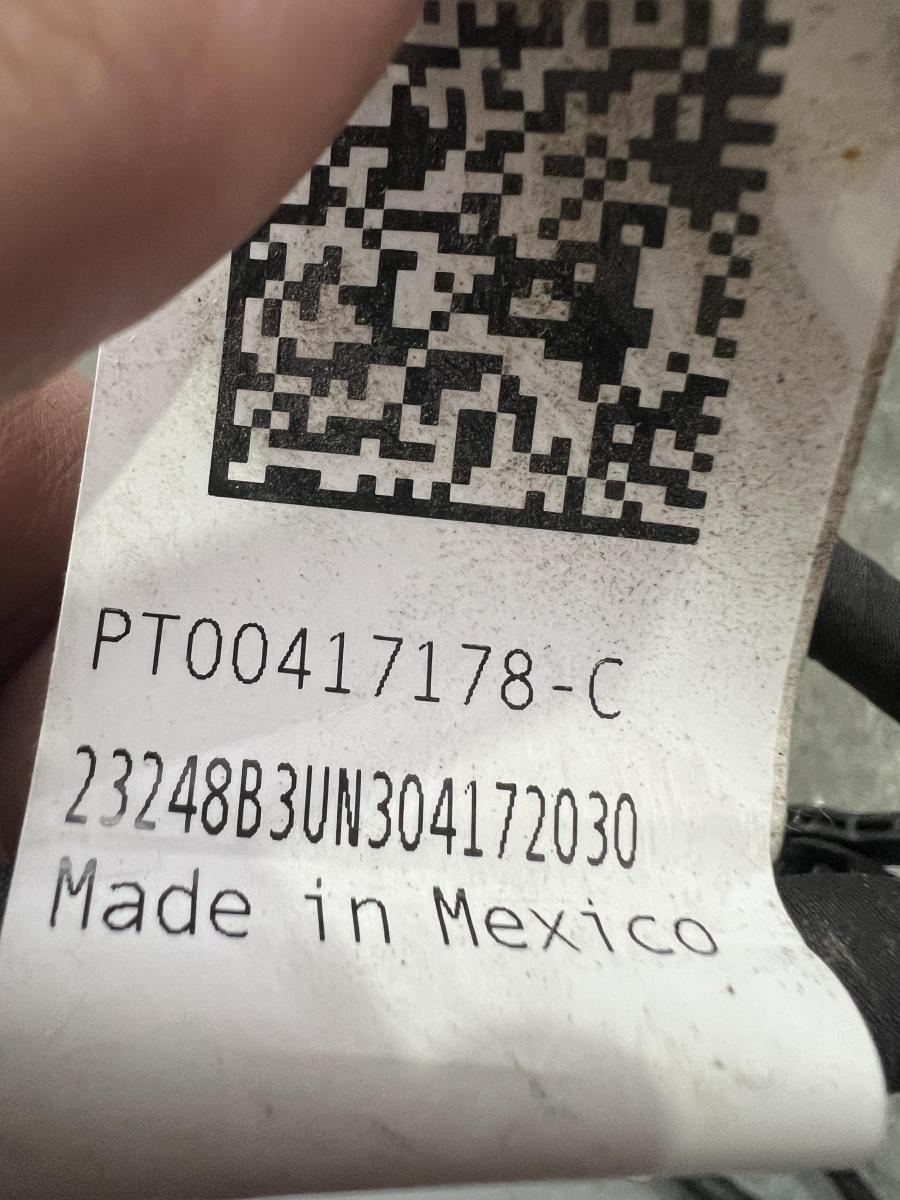 PT00417178-C
23248B3UN304172030
Made in Mexico